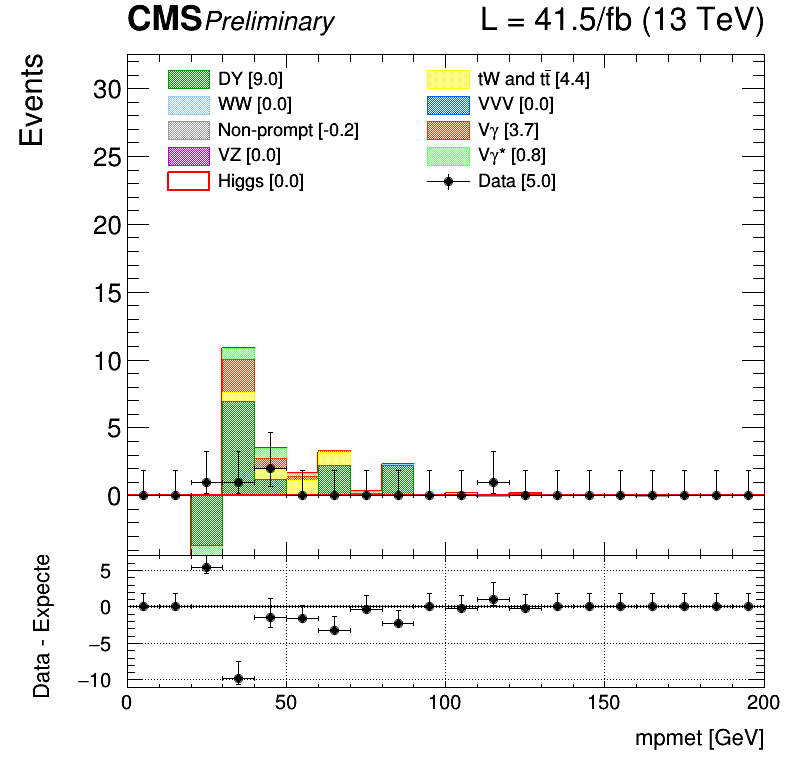 CMS Preliminary L = 41.5/fb (13 TeV)
Events
DY [9.0]
WW [0.0]
Non-prompt [-0.2]
VZ [0.0]
Higgs [0.0]
tW and tt̄ [4.4]
VVV [0.0]
Vγ [3.7]
Vγ* [0.8]
Data [5.0]
30
25
20
15
10
5
0
Data - Expecte
5
0
−5
−10
0 50 100 150 200
mpmet [GeV]